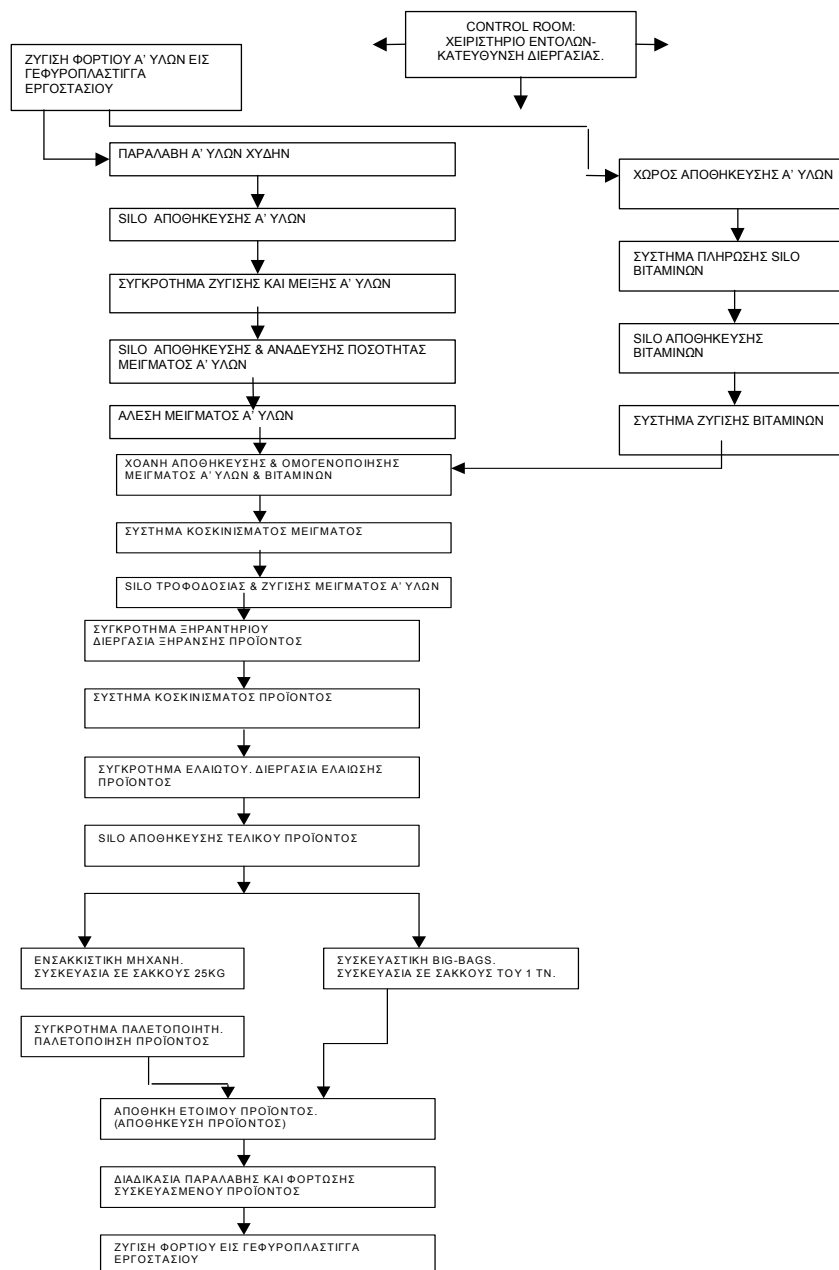 CONTROL ROOM:
ΧΕΙΡΙΣΤΗΡΙΟ ΕΝΤΟΛΩΝ-
ΚΑΤΕΥΘΥΝΣΗ ΔΙΕΡΓΑΣΙΑΣ.
ΖΥΓΙΣΗ ΦΟΡΤΙΟΥ Α' ΥΛΩΝ ΕΙΣ
ΓΕΦΥΡΟΠΛΑΣΤΙΓΓΑ
ΕΡΓΟΣΤΑΣΙΟΥ
ΠΑΡΑΛΑΒΗ Α' ΥΛΩΝ ΧΥΔΗΝ
ΧΩΡΟΣ ΑΠΟΘΗΚΕΥΣΗΣ Α' ΥΛΩΝ
SILO ΑΠΟΘΗΚΕΥΣΗΣ Α' ΥΛΩΝ
ΣΥΣΤΗΜΑ ΠΛΗΡΩΣΗΣ SILO
ΒΙΤΑΜΙΝΩΝ
ΣΥΓΚΡΟΤΗΜΑ ΖΥΓΙΣΗΣ ΚΑΙ ΜΕΙΞΗΣ Α' ΥΛΩΝ
SILO ΑΠΟΘΗΚΕΥΣΗΣ
ΒΙΤΑΜΙΝΩΝ
SILO ΑΠΟΘΗΚΕΥΣΗΣ & ΑΝΑΔΕΥΣΗΣ ΠΟΣΟΤΗΤΑΣ
ΜΕΙΓΜΑΤΟΣ Α' ΥΛΩΝ
ΑΛΕΣΗ ΜΕΙΓΜΑΤΟΣ Α' ΥΛΩΝ
ΣΥΣΤΗΜΑ ΖΥΓΙΣΗΣ ΒΙΤΑΜΙΝΩΝ
ΧΟΑΝΗ ΑΠΟΘΗΚΕΥΣΗΣ & ΟΜΟΓΕΝΟΠΟΙΗΣΗΣ
ΜΕΙΓΜΑΤΟΣ Α' ΥΛΩΝ & ΒΙΤΑΜΙΝΩΝ
ΣΥΣΤΗΜΑ ΚΟΣΚΙΝΙΣΜΑΤΟΣ ΜΕΙΓΜΑΤΟΣ
SILO ΤΡΟΦΟΔΟΣΙΑΣ & ΖΥΓΙΣΗΣ ΜΕΙΓΜΑΤΟΣ Α' ΥΛΩΝ
ΣΥΓΚΡΟΤΗΜΑ ΞΗΡΑΝΤΗΡΙΟΥ
ΔΙΕΡΓΑΣΙΑ ΞΗΡΑΝΣΗΣ ΠΡΟΪΟΝΤΟΣ
ΣΥΣΤΗΜΑ ΚΟΣΚΙΝΙΣΜΑΤΟΣ ΠΡΟΪΟΝΤΟΣ
ΣΥΓΚΡΟΤΗΜΑ ΕΛΑΙΩΤΟΥ. ΔΙΕΡΓΑΣΙΑ ΕΛΑΙΩΣΗΣ
ΠΡΟΪΟΝΤΟΣ
SILO ΑΠΟΘΗΚΕΥΣΗΣ ΤΕΛΙΚΟΥ ΠΡΟΪΟΝΤΟΣ
ΕΝΣΑΚΚΙΣΤΙΚΗ ΜΗΧΑΝΗ.
ΣΥΣΚΕΥΑΣΙΑ ΣΕ ΣΑΚΚΟΥΣ 25KG
ΣΥΣΚΕΥΑΣΤΙΚΗ BIG-BAGS.
ΣΥΣΚΕΥΑΣΙΑ ΣΕ ΣΑΚΚΟΥΣ ΤΟΥ 1 ΤΝ.
ΣΥΓΚΡΟΤΗΜΑ ΠΑΛΕΤΟΠΟΙΗΤΗ.
ΠΑΛΕΤΟΠΟΙΗΣΗ ΠΡΟΪΟΝΤΟΣ
ΑΠΟΘΗΚΗ ΕΤΟΙΜΟΥ ΠΡΟΪΟΝΤΟΣ.
(ΑΠΟΘΗΚΕΥΣΗ ΠΡΟΪΟΝΤΟΣ)
ΔΙΑΔΙΚΑΣΙΑ ΠΑΡΑΛΑΒΗΣ ΚΑΙ ΦΟΡΤΩΣΗΣ
ΣΥΣΚΕΥΑΣΜΕΝΟΥ ΠΡΟΪΟΝΤΟΣ
ΖΥΓΙΣΗ ΦΟΡΤΙΟΥ ΕΙΣ ΓΕΦΥΡΟΠΛΑΣΤΙΓΓΑ
ΕΡΓΟΣΤΑΣΙΟΥ